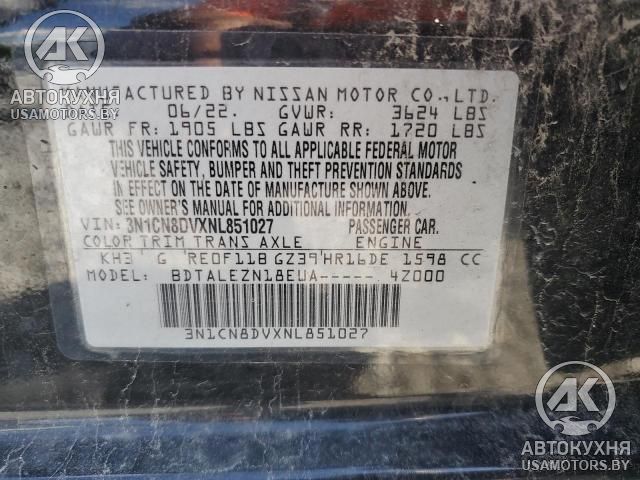 AK
АВТОКУХНЯ
USAMOTORS.BY
FACTURED BY NISSAN MOTOR CO., LTD.
06/22. GVWR: 3624 LBS
GAWR FR: 1905 LBS GAWR RR: 1720 LBS
THIS VEHICLE CONFORMS TO ALL APPLICABLE FEDERAL MOTOR
VEHICLE SAFETY, BUMPER AND THEFT PREVENTION STANDARDS
IN EFFECT ON THE DATE OF MANUFACTURE SHOWN ABOVE.
SEE OWNER'S MANUAL FOR ADDITIONAL INFORMATION.
VIN: 3N1CN8DVXNL851027 PASSENGER CAR.
COLOR TRIM TRANS AXLE ENGINE
KH3 G RE0F11B GZ39 HR16DE 1598 CC
MODEL: BDTALEZN18EUA----- 4Z000
3N1CN8DVXNL851027
AK
АВТОКУХНЯ
USAMOTORS.BY